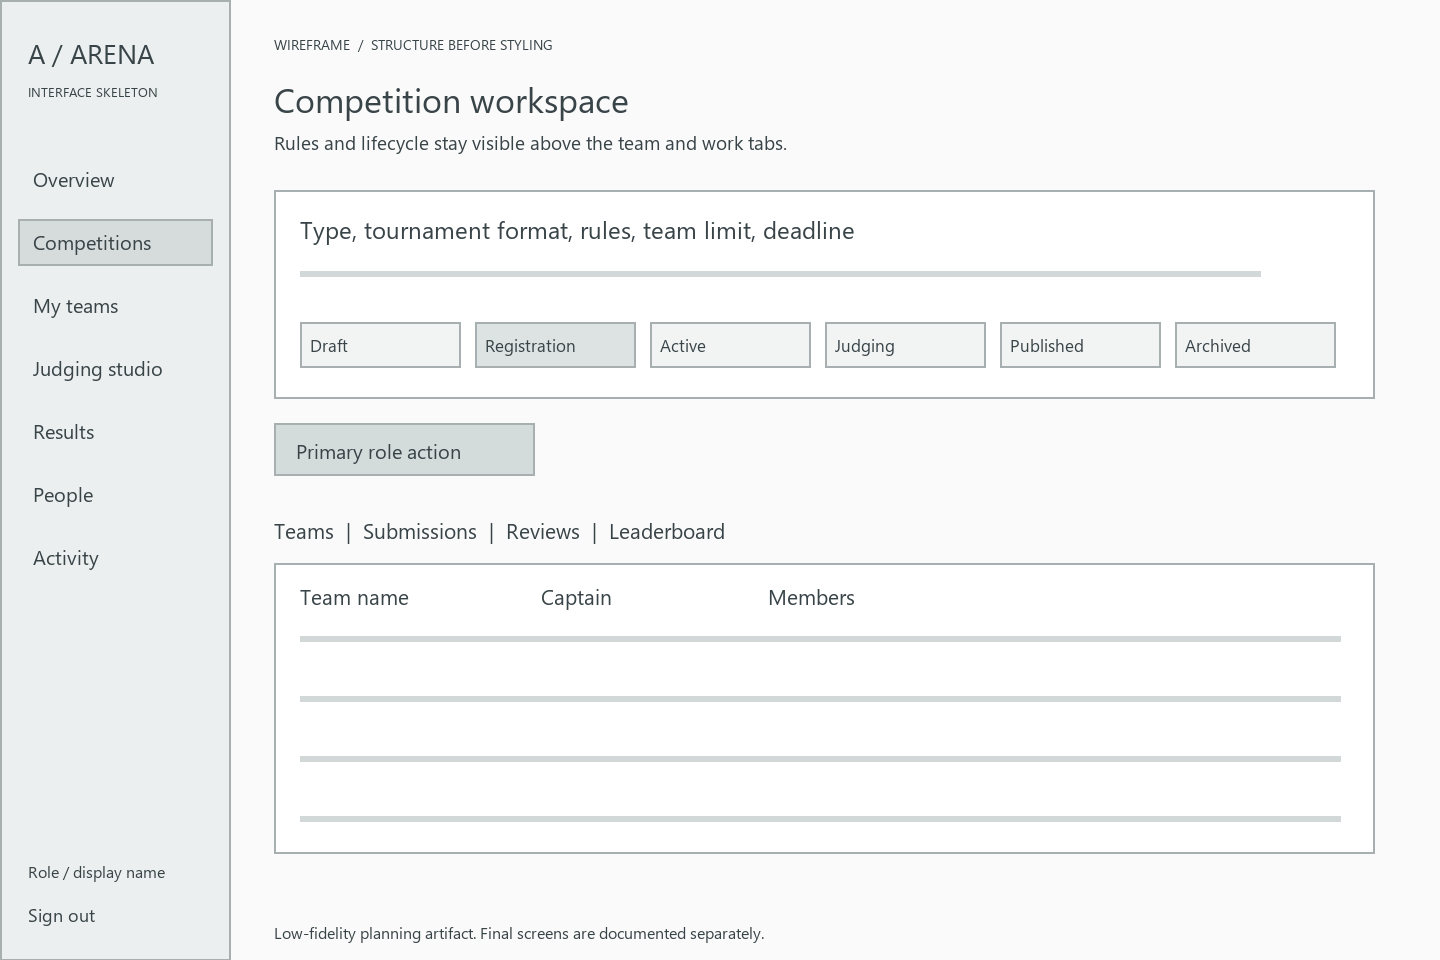 A / ARENA
INTERFACE SKELETON
Overview
Competitions
My teams
Judging studio
Results
People
Activity
Role / display name
Sign out
WIREFRAME / STRUCTURE BEFORE STYLING
Competition workspace
Rules and lifecycle stay visible above the team and work tabs.
Type, tournament format, rules, team limit, deadline
Draft Registration Active Judging Published Archived
Primary role action
Teams | Submissions | Reviews | Leaderboard
Team name Captain Members
Low-fidelity planning artifact. Final screens are documented separately.